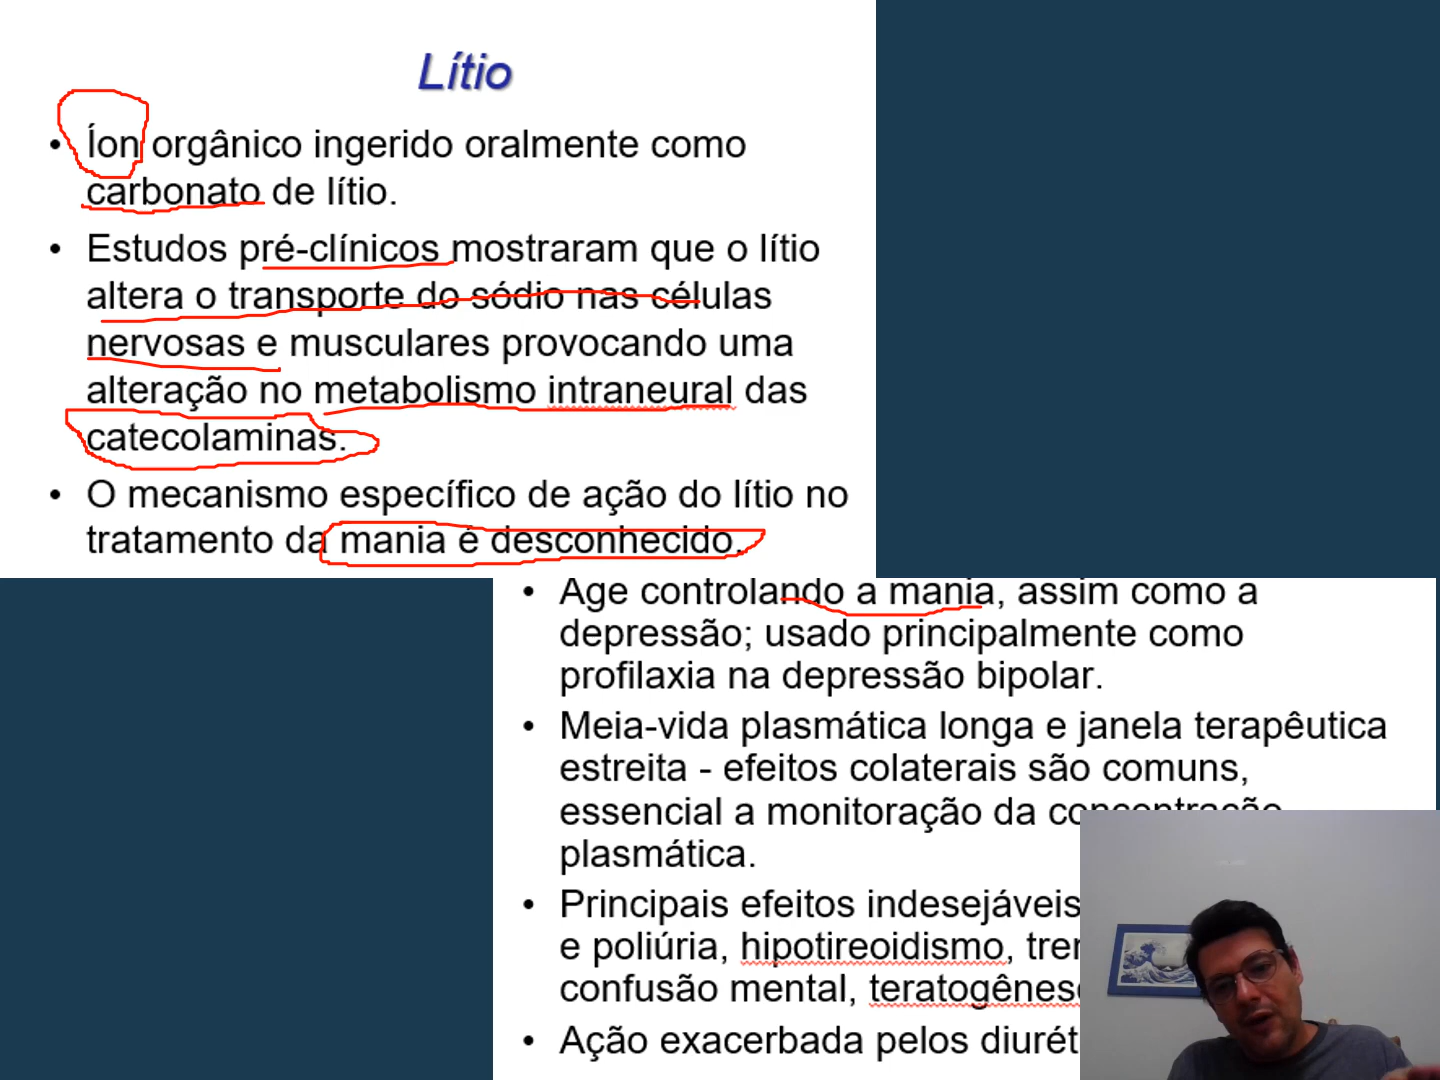 Lítio
• Íon orgânico ingerido oralmente como
carbonato de lítio.
• Estudos pré-clínicos mostraram que o lítio
altera o transporte do sódio nas células
nervosas e musculares provocando uma
alteração no metabolismo intraneural das
catecolaminas.
• O mecanismo específico de ação do lítio no
tratamento da mania é desconhecido.
• Age controlando a mania, assim como a
depressão; usado principalmente como
profilaxia na depressão bipolar.
• Meia-vida plasmática longa e janela terapêutica
estreita - efeitos colaterais são comuns,
essencial a monitoração da concentração
plasmática.
• Principais efeitos indesejáveis
e poliúria, hipotireoidismo,
confusão mental,
• Ação exacerbada pelos